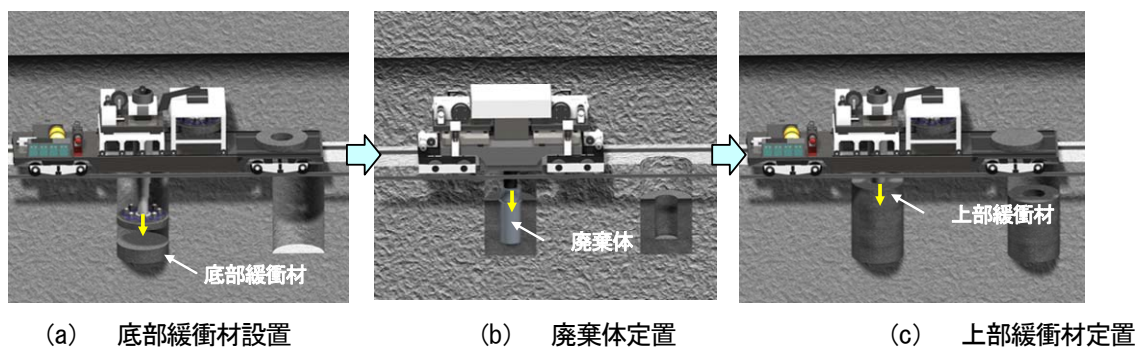 底部緩衝材
廃棄体
上部緩衝材
(a) 底部緩衝材設置
(b) 廃棄体定置
(c) 上部緩衝材定置